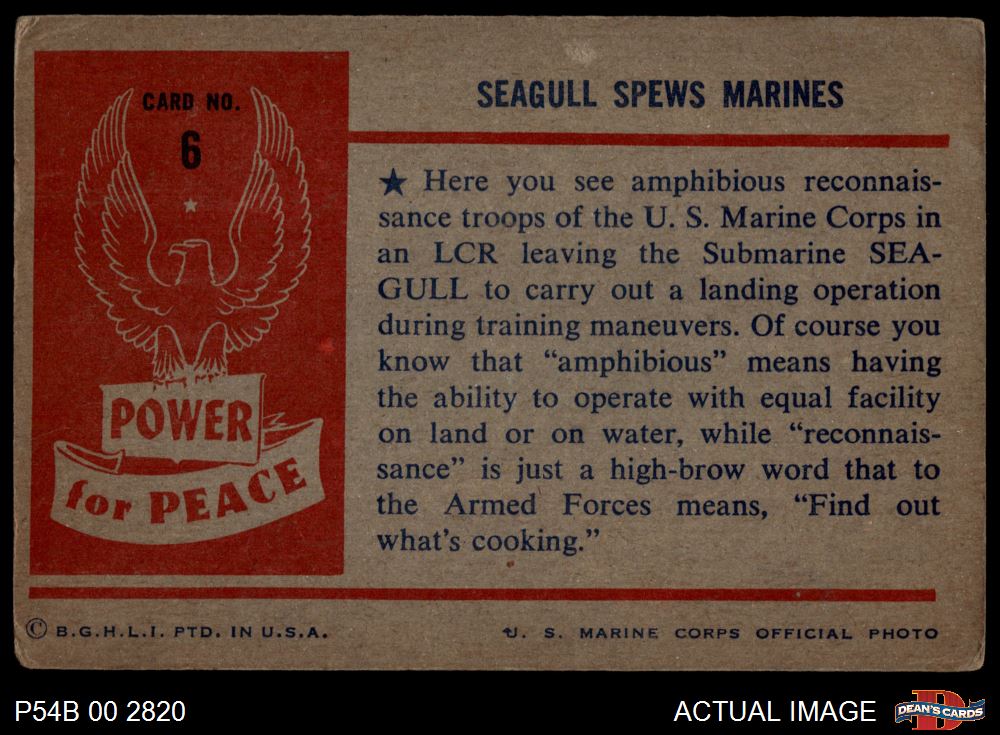 CARD NO.
6
POWER
for PEACE
SEAGULL SPEWS MARINES
★ Here you see amphibious reconnais-
sance troops of the U. S. Marine Corps in
an LCR leaving the Submarine SEA-
GULL to carry out a landing operation
during training maneuvers. Of course you
know that “amphibious” means having
the ability to operate with equal facility
on land or on water, while “reconnais-
sance” is just a high-brow word that to
the Armed Forces means, “Find out
what's cooking.”
© B.G.H.L.I. PTD. IN U.S.A.
U. S. MARINE CORPS OFFICIAL PHOTO
P54B 00 2820
ACTUAL IMAGE
D
DEAN'S CARDS